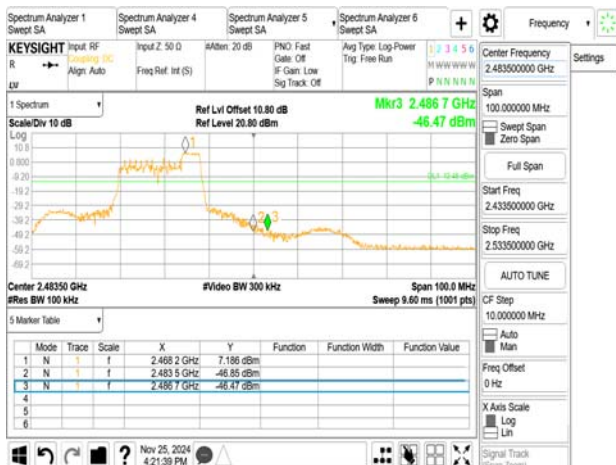 Spectrum Analyzer 1
Swept SA
Spectrum Analyzer 4
Swept SA
Spectrum Analyzer 5
Swept SA
Spectrum Analyzer 6
Swept SA
+
Frequency
KEYSIGHT
R
LV
Input: RF
Coupling: DC
Align: Auto
Input Z: 50 Ω
Freq Ref: Int (S)
#Atten: 20 dB
PNO: Fast
Gate: Off
IF Gain: Low
Sig Track: Off
Avg Type: Log-Power
Trig: Free Run
1 2 3 4 5 6
M W W W W W
P N N N N N
1 Spectrum
Scale/Div 10 dB
Ref Lvl Offset 10.80 dB
Ref Level 20.80 dBm
Mkr3 2.486 7 GHz
-46.47 dBm
Log
10.8
0.800
-9.20
-19.2
-29.2
-39.2
-49.2
-59.2
-69.2
1
2
3
Center 2.48350 GHz
#Res BW 100 kHz
#Video BW 300 kHz
Span 100.0 MHz
Sweep 9.60 ms (1001 pts)
5 Marker Table
Mode Trace Scale X Y Function Function Width Function Value
1 N 1 f 2.468 2 GHz 7.186 dBm
2 N 1 f 2.483 5 GHz -46.85 dBm
3 N 1 f 2.486 7 GHz -46.47 dBm
4
5
6
?
Nov 25, 2024
4:21:39 PM
Center Frequency
2.483500000 GHz
Settings
Span
100.000000 MHz
Swept Span
Zero Span
Full Span
Start Freq
2.433500000 GHz
Stop Freq
2.533500000 GHz
AUTO TUNE
CF Step
10.000000 MHz
Auto
Man
Freq Offset
0 Hz
X Axis Scale
Log
Lin
Signal Track